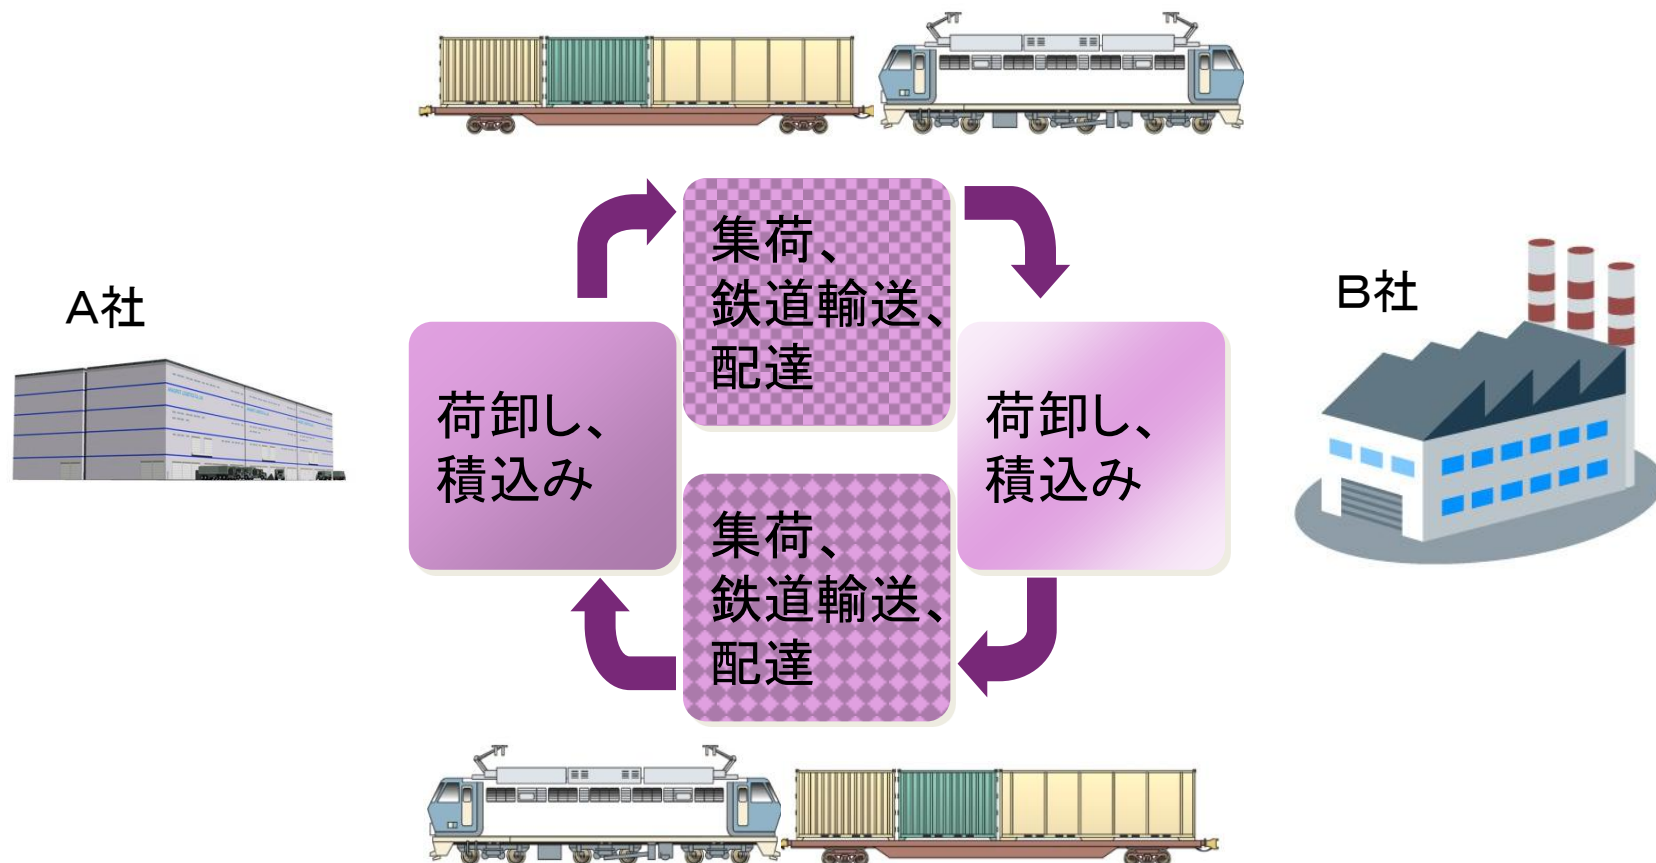 A社
B社
集荷、
鉄道輸送、
配達
荷卸し、
積込み
荷卸し、
積込み
集荷、
鉄道輸送、
配達